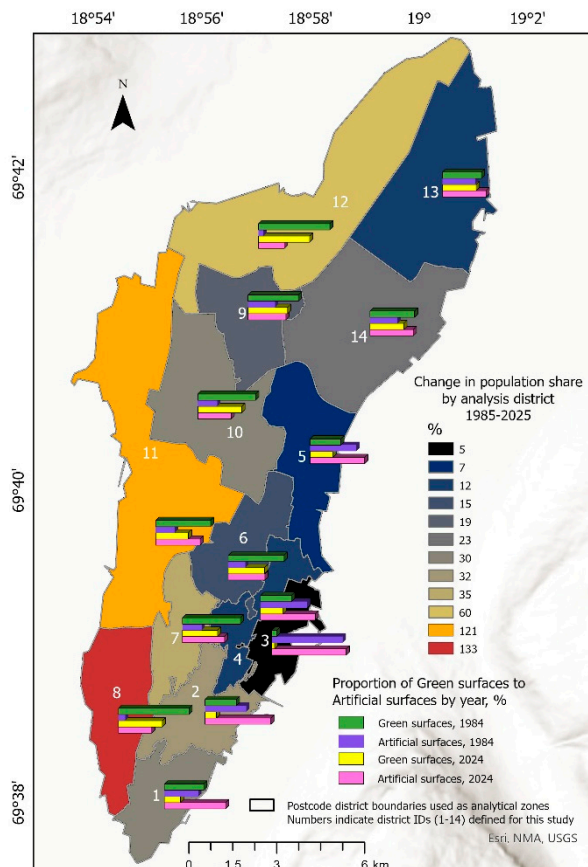 18°54' 18°56' 18°58' 19° 19°2'
N
69°42'
13
12
9
14
Change in population share
by analysis district
1985-2025
%
5
7
12
15
19
23
30
32
35
60
121
133
10
5
11
69°40'
6
7
4
3
8
2
1
Proportion of Green surfaces to
Artificial surfaces by year, %
Green surfaces, 1984
Artificial surfaces, 1984
Green surfaces, 2024
Artificial surfaces, 2024
Postcode district boundaries used as analytical zones
Numbers indicate district IDs (1-14) defined for this study
69°38'
Esri, NMA, USGS
0 1.5 3 6 km